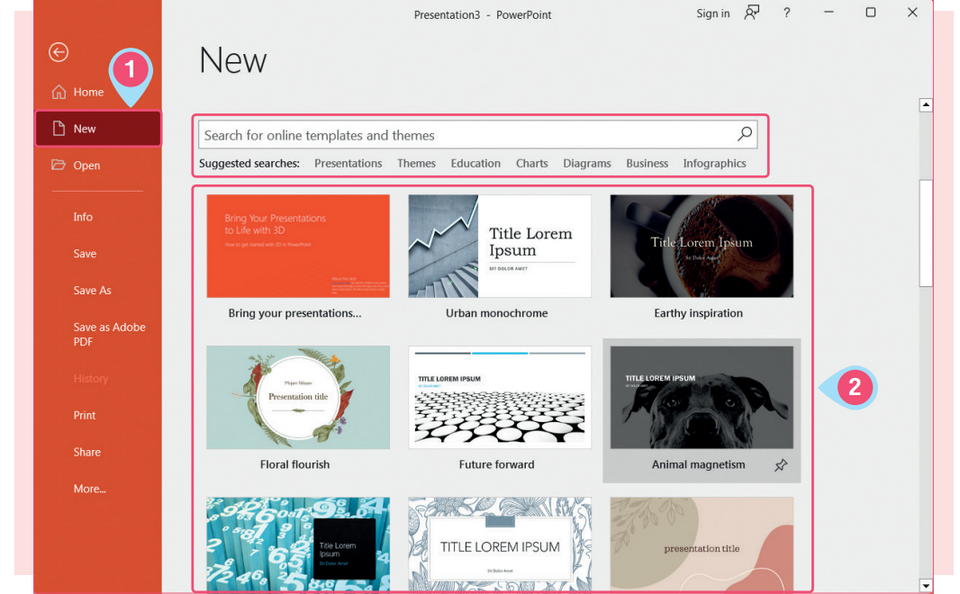 Presentation3 - PowerPoint
Sign in
?
1
Home
New
Open
Info
Save
Save As
Save as Adobe
PDF
History
Print
Share
More...
New
Search for online templates and themes
Suggested searches: Presentations Themes Education Charts Diagrams Business Infographics
Bring Your Presentations
to Life with 3D
How to get started with 3D in PowerPoint
Bring your presentations...
Title Lorem
Ipsum
SIT DOLOR AMET
Urban monochrome
Title Lorem Ipsum
Sit Dolor Amet
Earthy inspiration
Presentation title
Floral flourish
TITLE LOREM IPSUM
Future forward
TITLE LOREM IPSUM
Animal magnetism
2
Title Lorem
Ipsum
Sit Dolor Amet
TITLE LOREM IPSUM
Sit Dolor Amet
presentation title